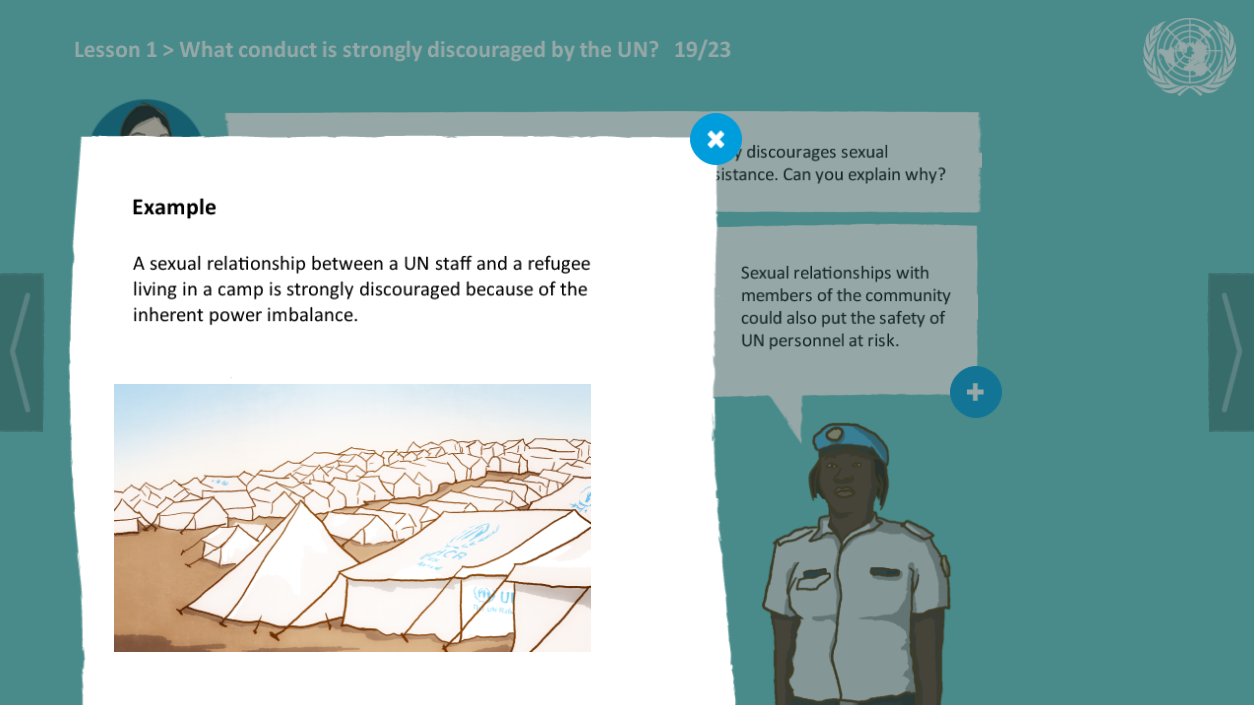 Lesson 1 > What conduct is strongly discouraged by the UN? 19/23
discourages sexual
Can you explain why?
Example
A sexual relationship between a UN staff and a refugee
living in a camp is strongly discouraged because of the
inherent power imbalance.
Sexual relationships with
members of the community
could also put the safety of
UN personnel at risk.